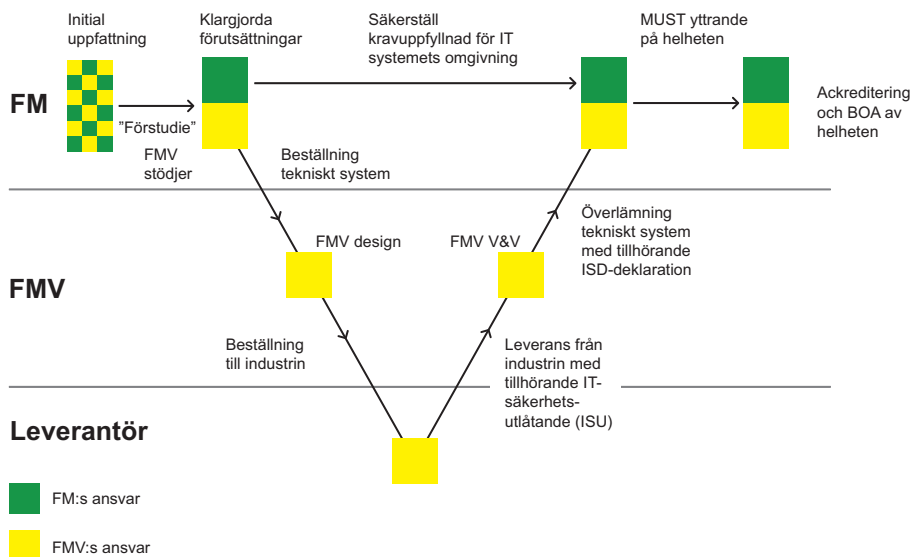 Initial
uppfattning
Klargjorda
förutsättningar
Säkerställ
kravuppfyllnad för IT
systemets omgivning
MUST yttrande
på helheten
FM
"Förstudie"
FMV
stödjer
Beställning
tekniskt system
Ackreditering
och BOA av
helheten
FMV design
FMV V&V
Överlämning
tekniskt system
med tillhörande
ISD-deklaration
FMV
Beställning
till industrin
Leverans från
industrin med
tillhörande IT-
säkerhets-
utlåtande (ISU)
Leverantör
FM:s ansvar
FMV:s ansvar